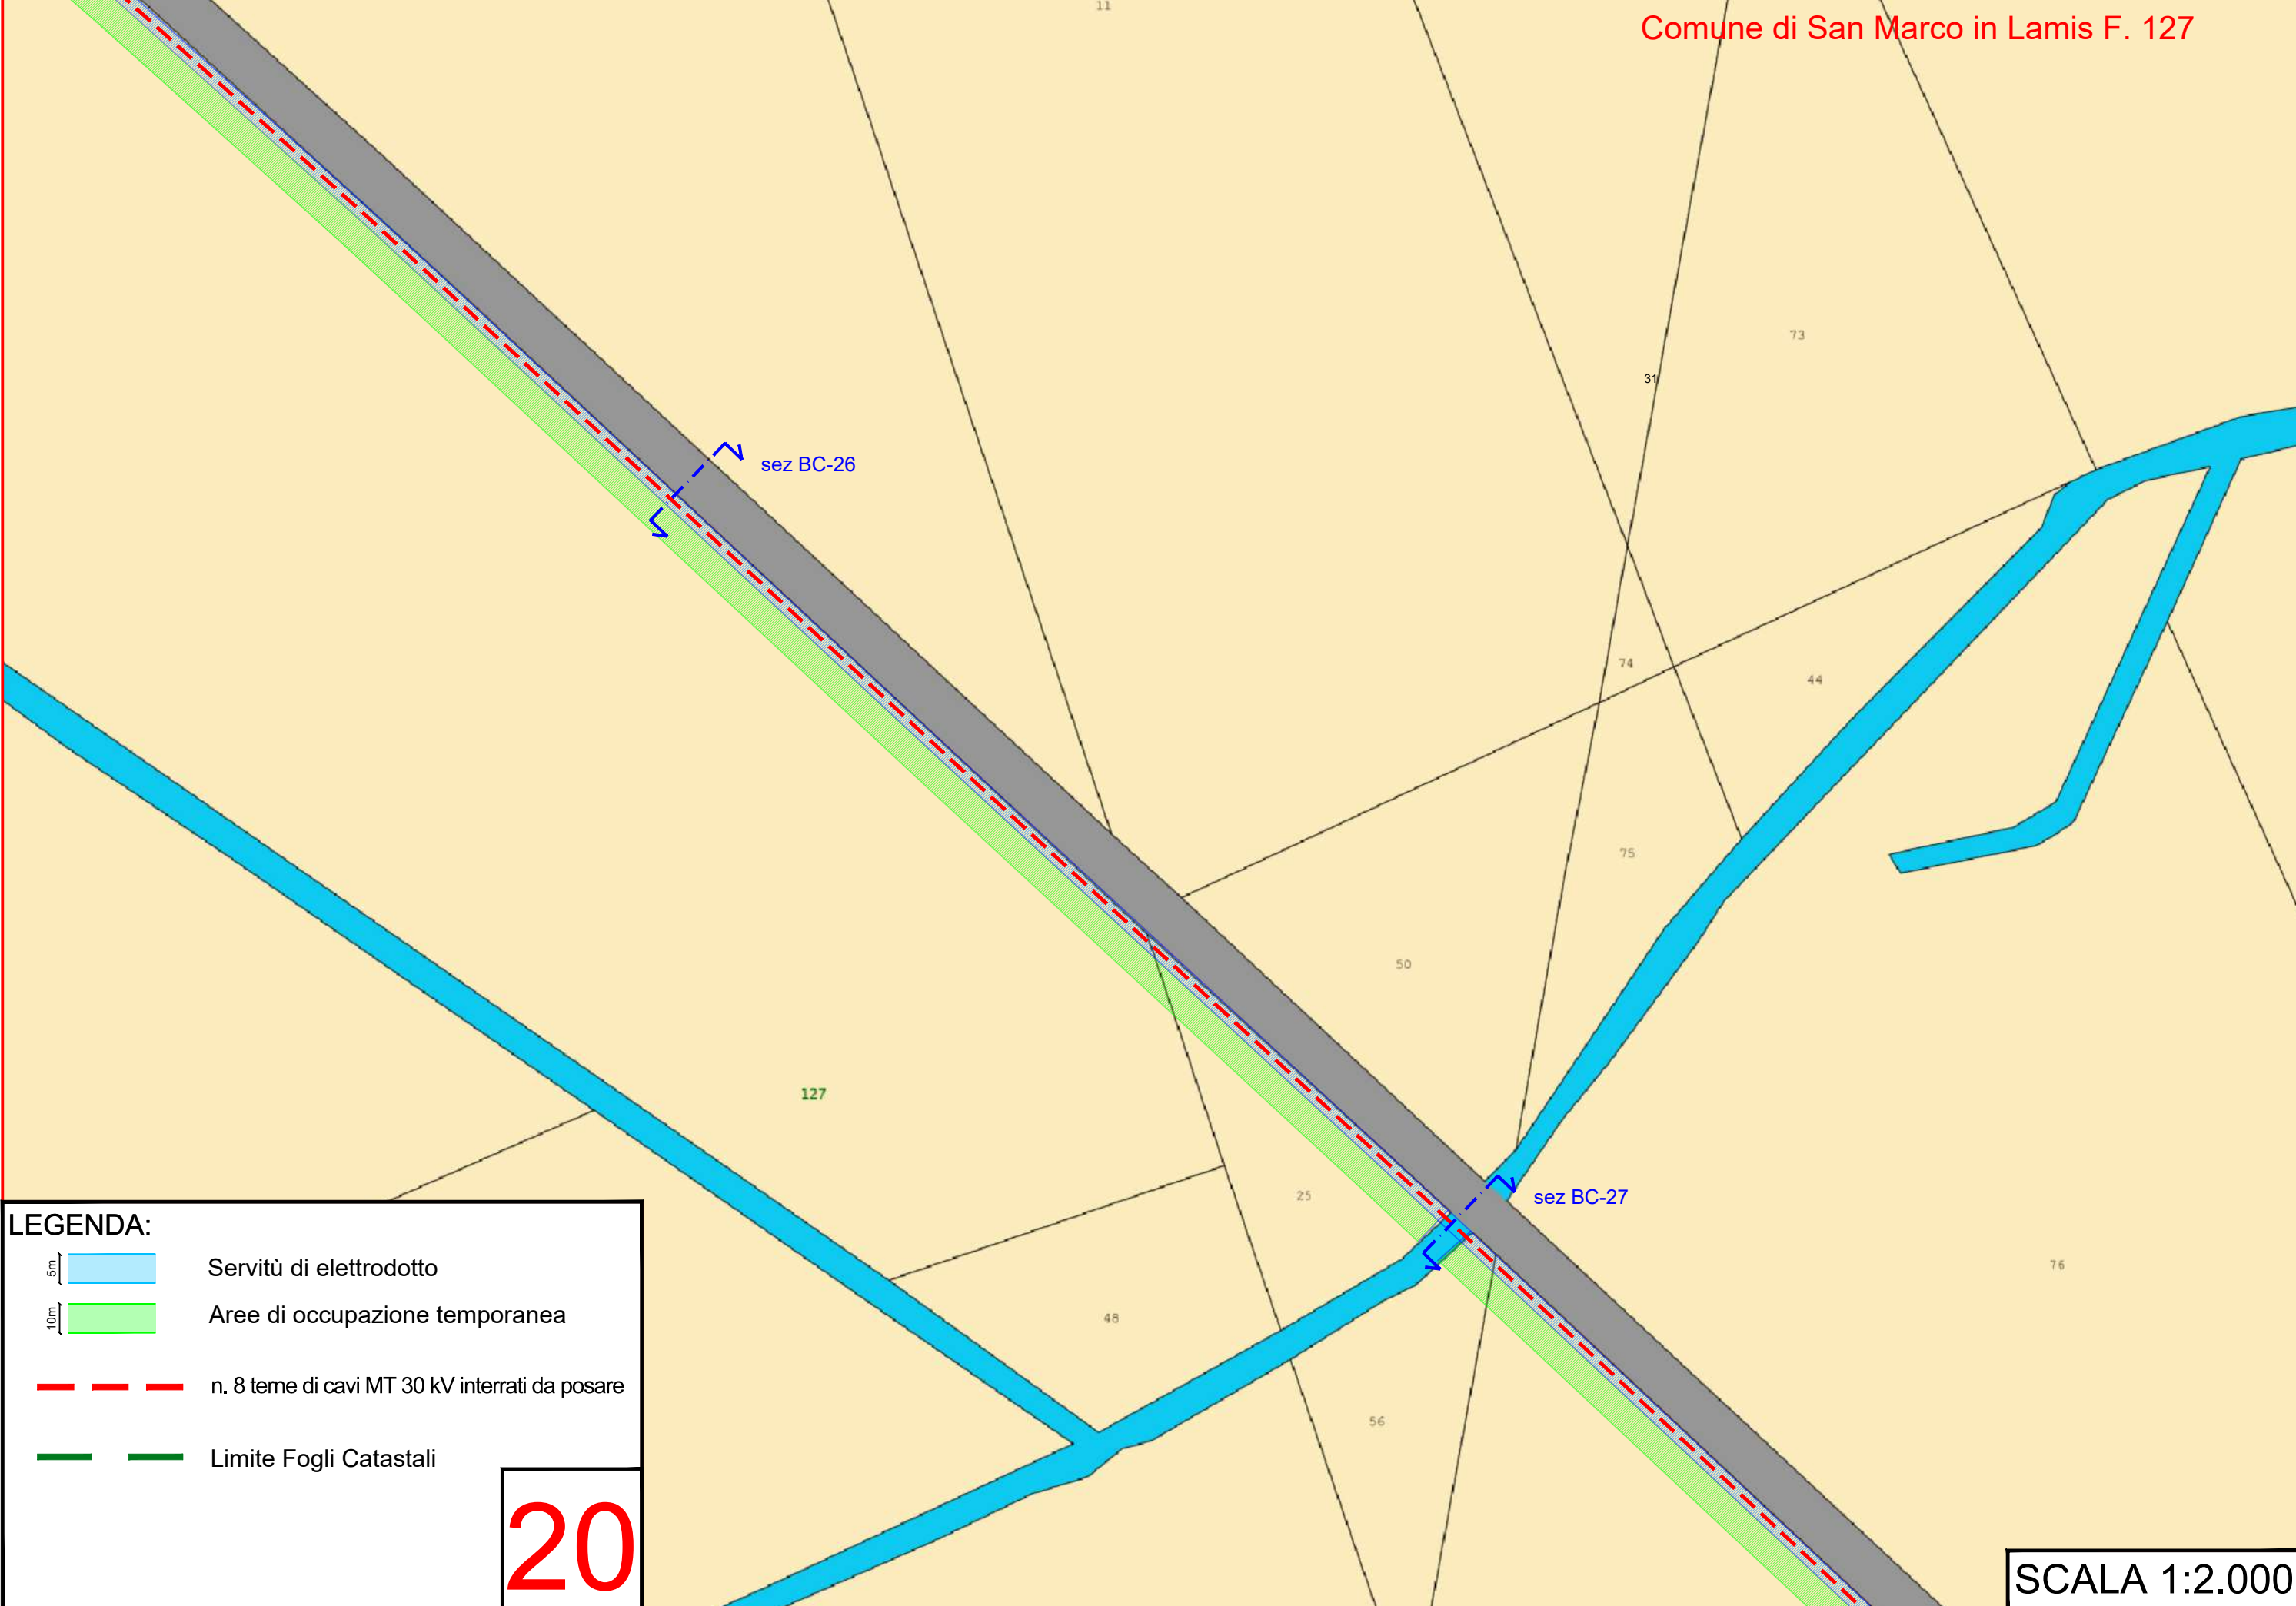 11
Comune di San Marco in Lamis F. 127
73
31
sez BC-26
74
44
75
50
127
25
sez BC-27
76
48
56
LEGENDA:
5m
Servitù di elettrodotto
10m
Aree di occupazione temporanea
n. 8 terne di cavi MT 30 kV interrati da posare
Limite Fogli Catastali
20
SCALA 1:2.000